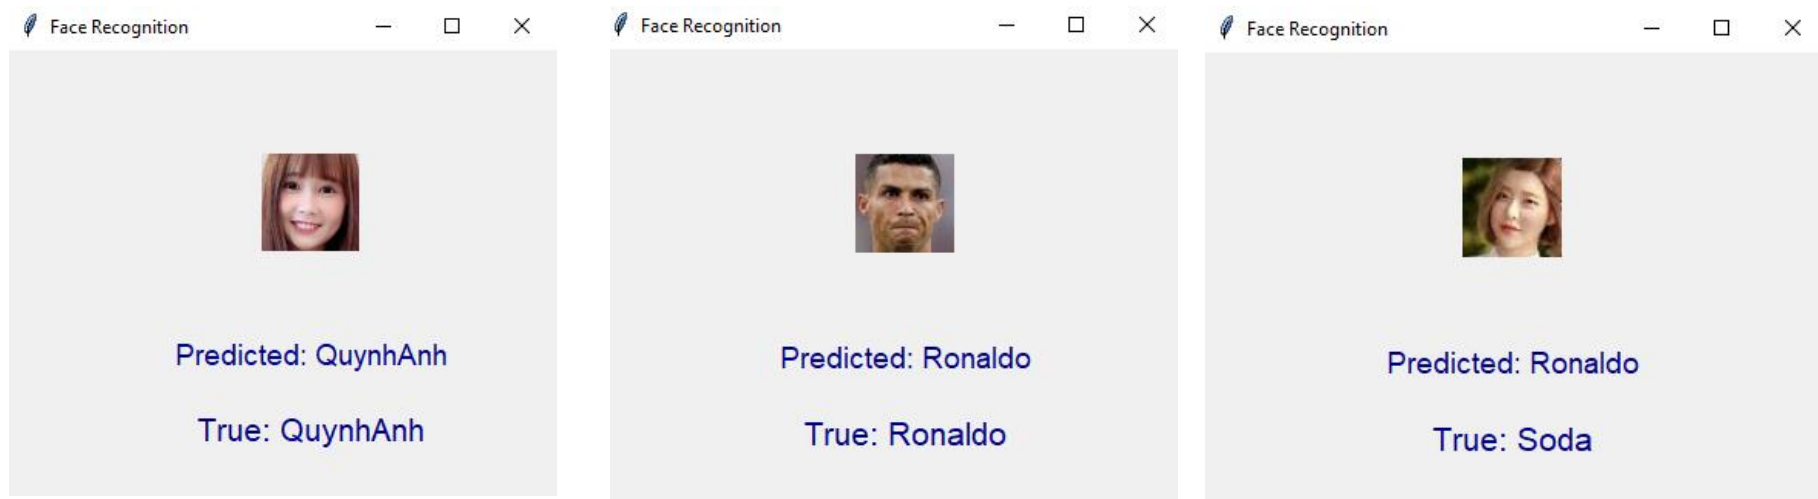 Face Recognition
Predicted: QuynhAnh
True: QuynhAnh
Face Recognition
Predicted: Ronaldo
True: Ronaldo
Face Recognition
Predicted: Ronaldo
True: Soda